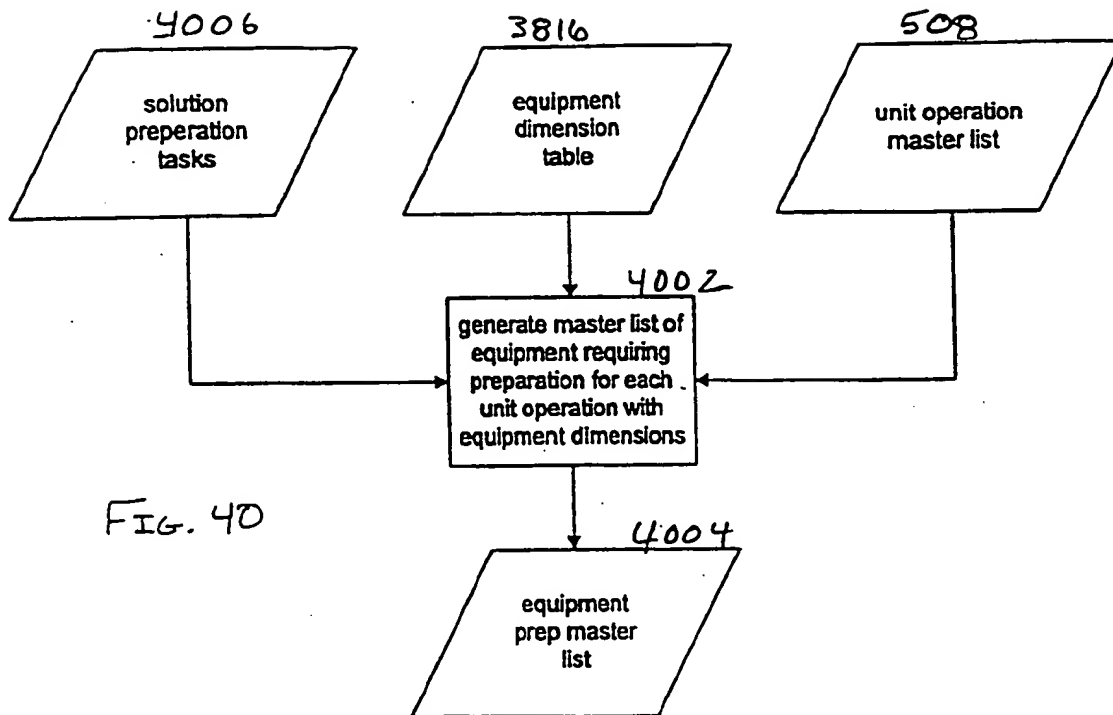 4006
solution
preperation
tasks
3816
equipment
dimension
table
508
unit operation
master list
4002
generate master list of
equipment requiring
preparation for each
unit operation with
equipment dimensions
FIG. 40
4004
equipment
prep master
list